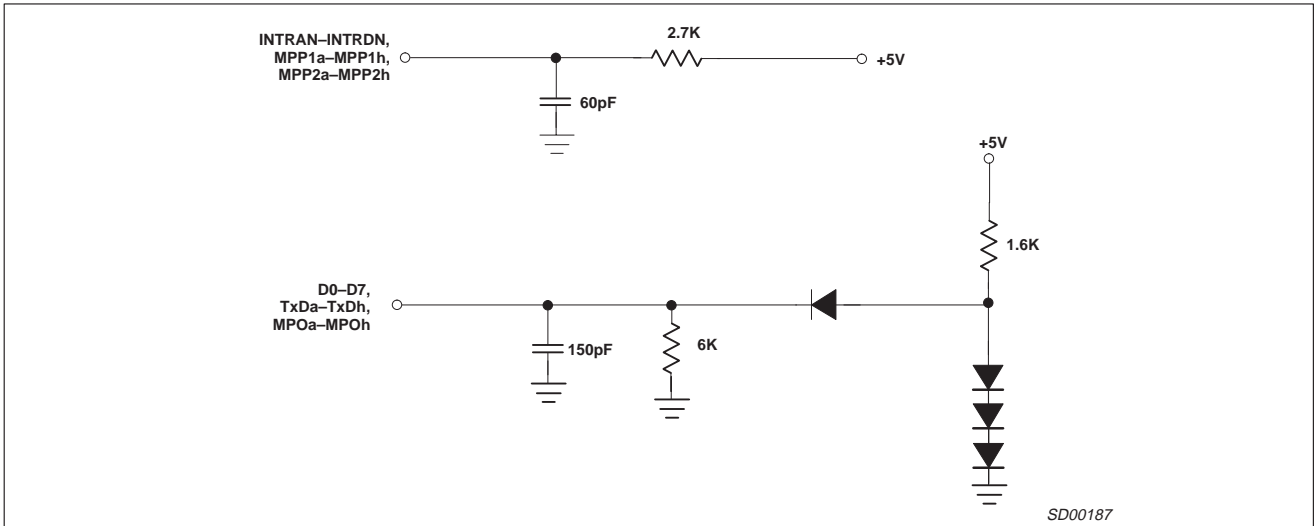 INTRAN–INTRDN,
MPP1a–MPP1h,
MPP2a–MPP2h
2.7K
+5V
60pF
+5V
1.6K
D0–D7,
TxDa–TxDh,
MPOa–MPOh
150pF
6K
SD00187